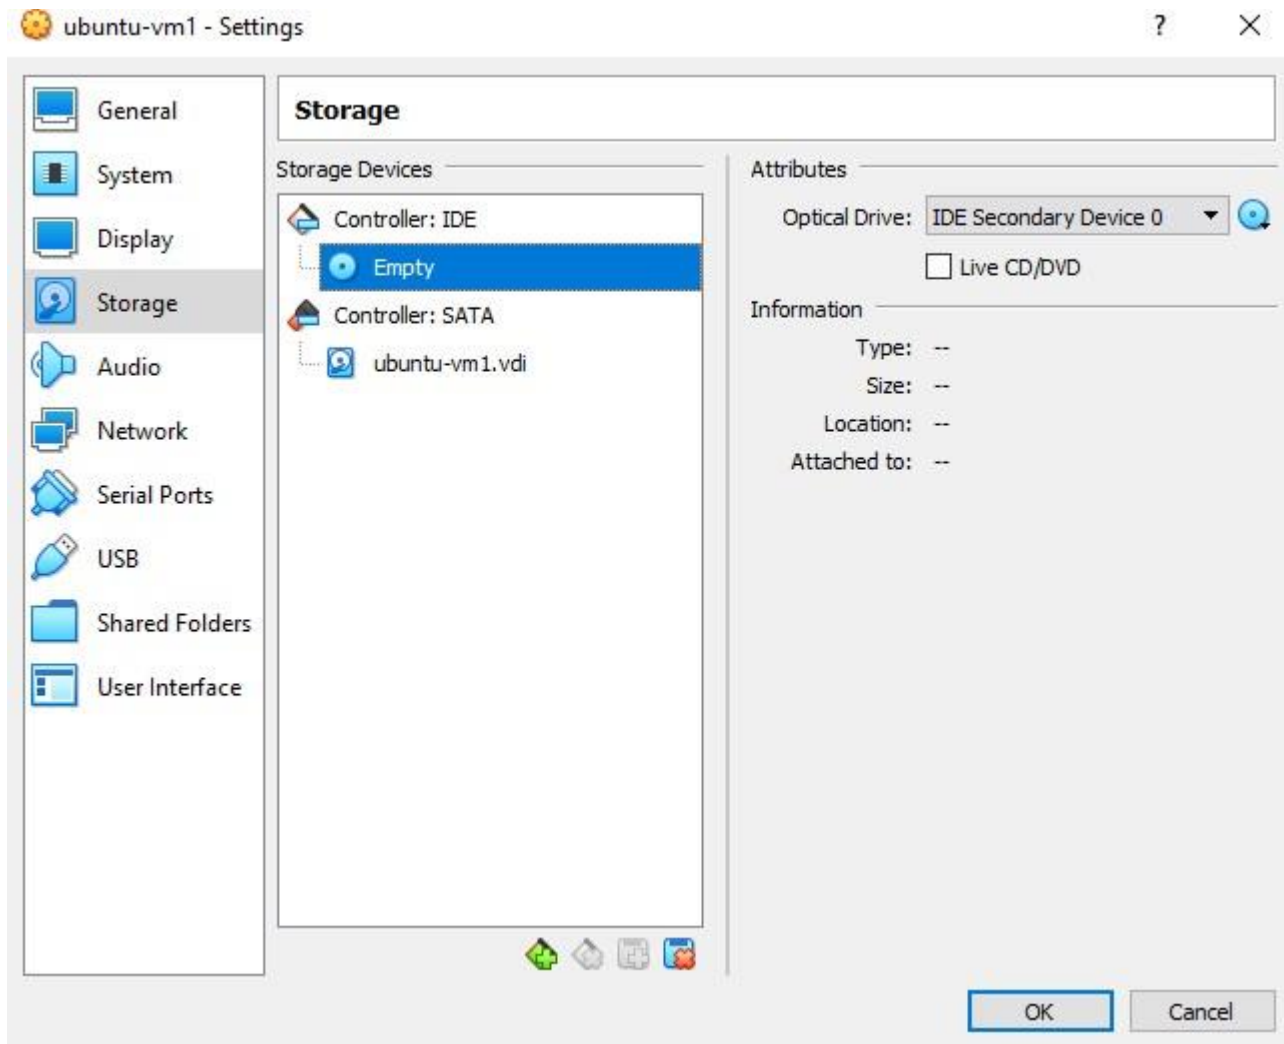 ubuntu-vm1 - Settings
?
General
System
Display
Storage
Audio
Network
Serial Ports
USB
Shared Folders
User Interface
Storage
Storage Devices
Controller: IDE
Empty
Controller: SATA
ubuntu-vm1.vdi
Attributes
Optical Drive: IDE Secondary Device 0
Live CD/DVD
Information
Type: --
Size: --
Location: --
Attached to: --
OK
Cancel